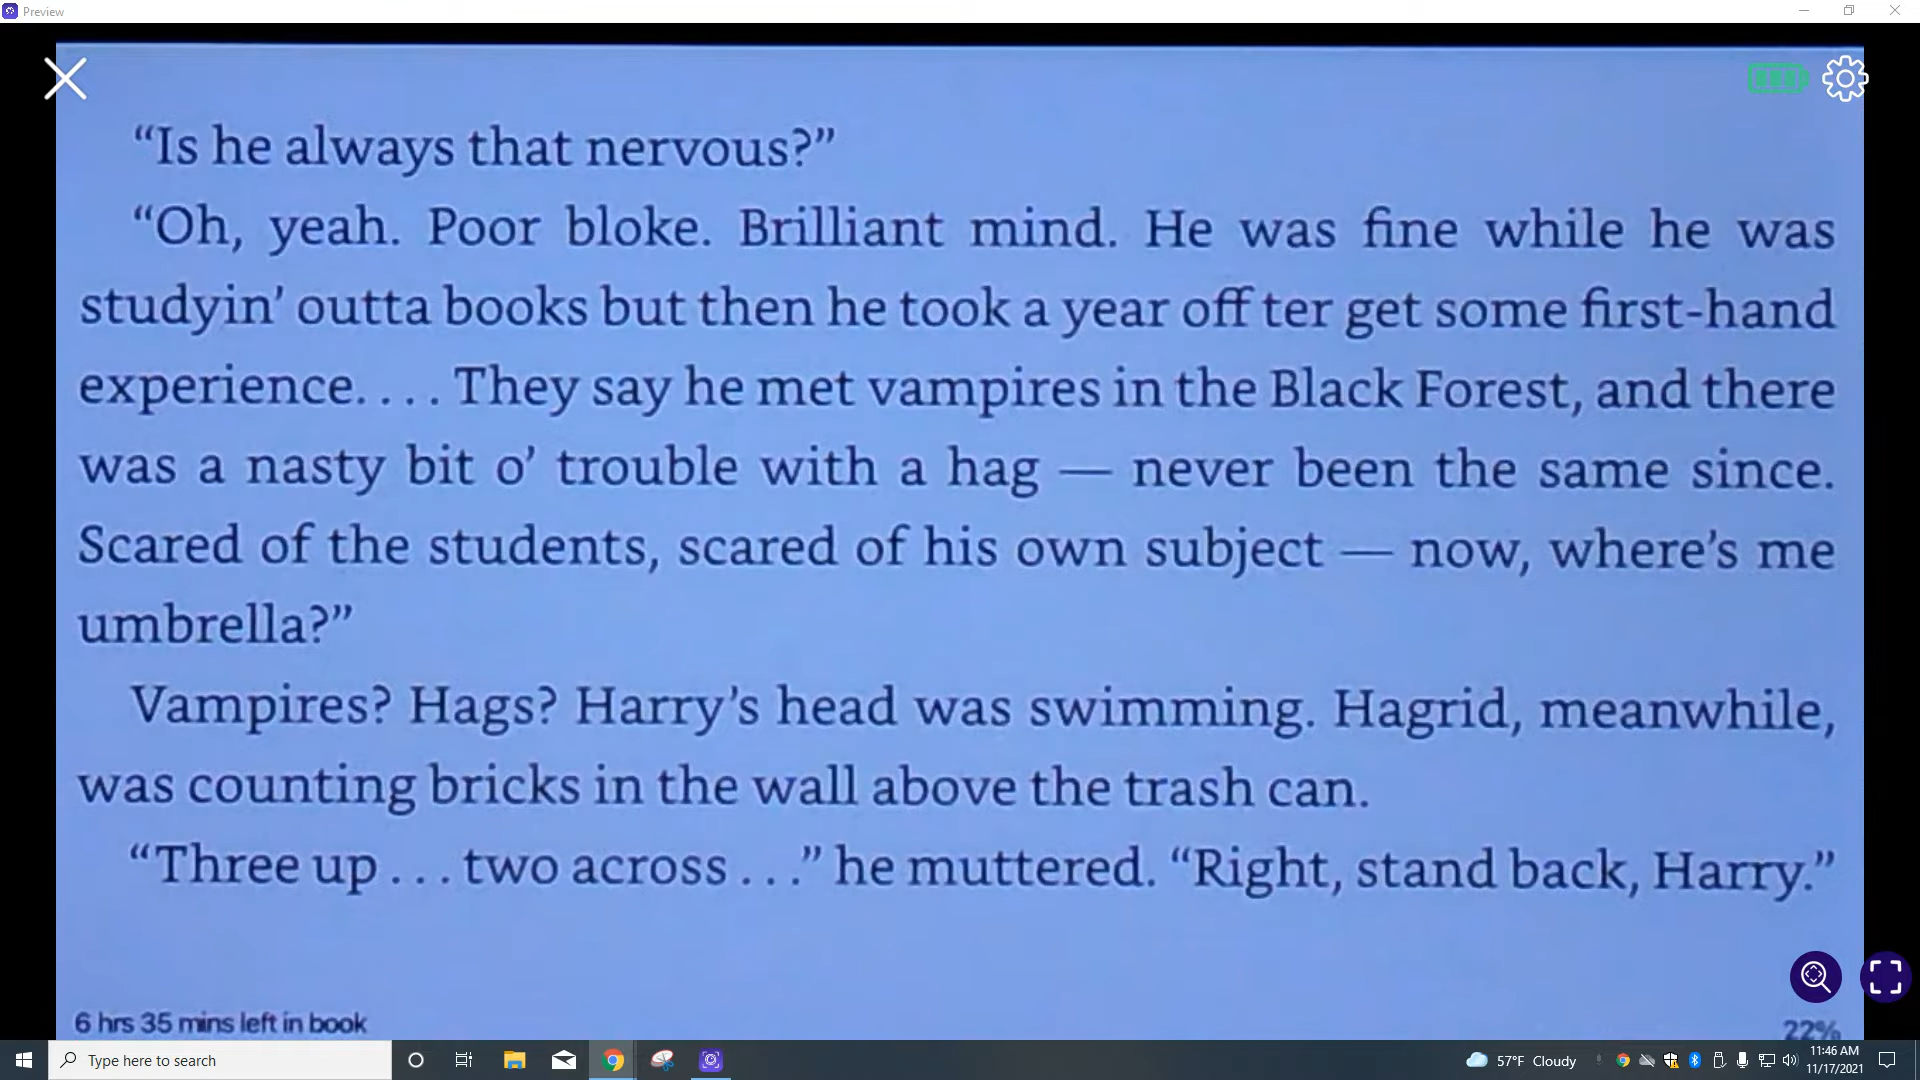 Preview
“Is he always that nervous?”
“Oh, yeah. Poor bloke. Brilliant mind. He was fine while he was
studyin’ outta books but then he took a year off ter get some first-hand
experience. . . . They say he met vampires in the Black Forest, and there
was a nasty bit o’ trouble with a hag — never been the same since.
Scared of the students, scared of his own subject — now, where’s me
umbrella?”
Vampires? Hags? Harry’s head was swimming. Hagrid, meanwhile,
was counting bricks in the wall above the trash can.
“Three up . . . two across . . .” he muttered. “Right, stand back, Harry.”
6 hrs 35 mins left in book
22%
Type here to search
57°F Cloudy
11:46 AM
11/17/2021